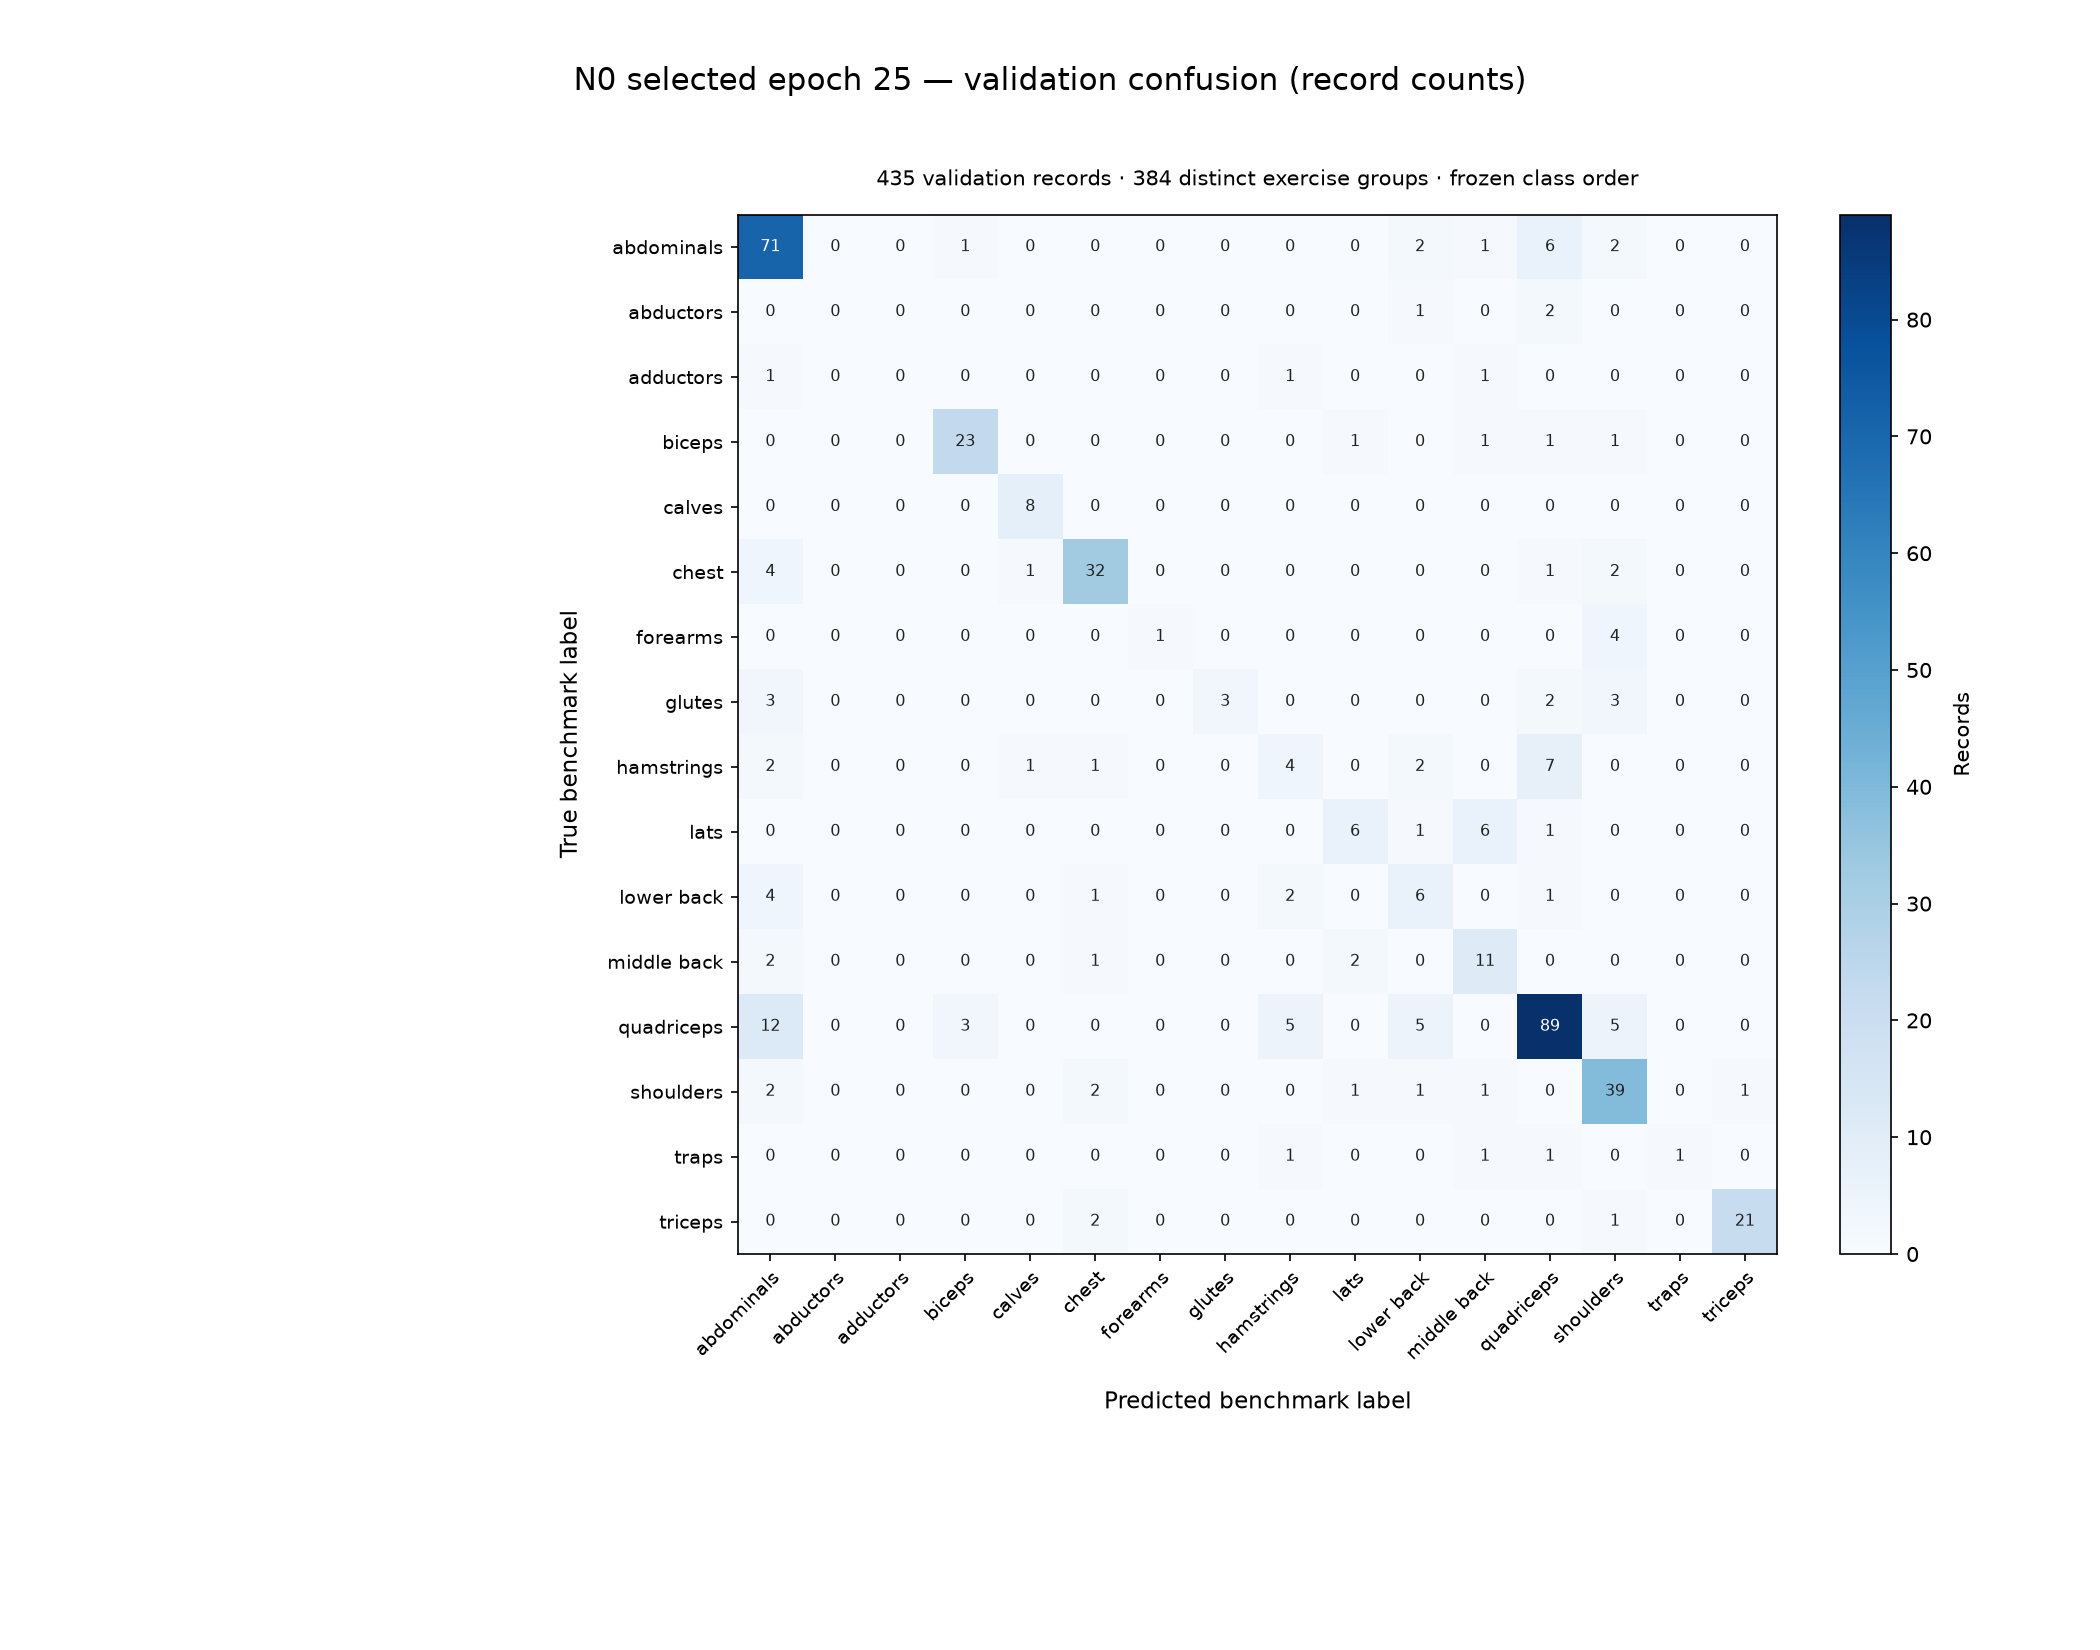 N0 selected epoch 25 — validation confusion (record counts)
435 validation records · 384 distinct exercise groups · frozen class order
True benchmark label
abdominals 71 0 0 1 0 0 0 0 0 0 2 1 6 2 0 0
abductors 0 0 0 0 0 0 0 0 0 0 1 0 2 0 0 0
adductors 1 0 0 0 0 0 0 0 1 0 0 1 0 0 0 0
biceps 0 0 0 23 0 0 0 0 0 1 0 1 1 1 0 0
calves 0 0 0 0 8 0 0 0 0 0 0 0 0 0 0 0
chest 4 0 0 0 1 32 0 0 0 0 0 0 1 2 0 0
forearms 0 0 0 0 0 0 1 0 0 0 0 0 0 4 0 0
glutes 3 0 0 0 0 0 0 3 0 0 0 0 2 3 0 0
hamstrings 2 0 0 0 1 1 0 0 4 0 2 0 7 0 0 0
lats 0 0 0 0 0 0 0 0 0 6 1 6 1 0 0 0
lower back 4 0 0 0 0 1 0 0 2 0 6 0 1 0 0 0
middle back 2 0 0 0 0 1 0 0 0 2 0 11 0 0 0 0
quadriceps 12 0 0 3 0 0 0 0 5 0 5 0 89 5 0 0
shoulders 2 0 0 0 0 2 0 0 0 1 1 1 0 39 0 1
traps 0 0 0 0 0 0 0 0 1 0 0 1 1 0 1 0
triceps 0 0 0 0 0 2 0 0 0 0 0 0 0 1 0 21
abdominals abductors adductors biceps calves chest forearms glutes hamstrings lats lower back middle back quadriceps shoulders traps triceps
Predicted benchmark label
80
70
60
50
40
30
20
10
0
Records